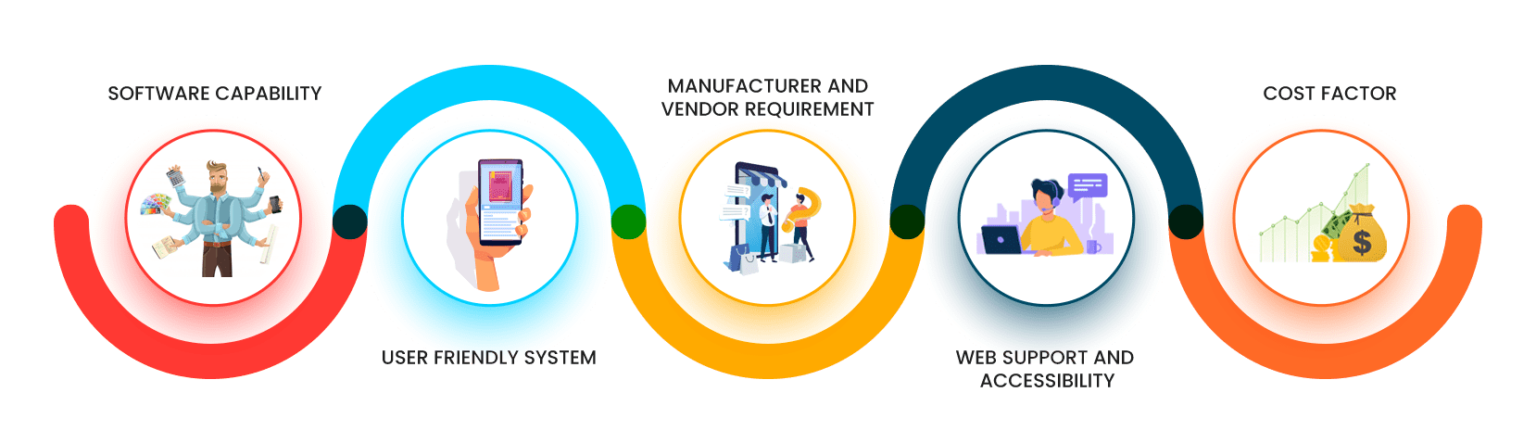 SOFTWARE CAPABILITY
USER FRIENDLY SYSTEM
MANUFACTURER AND
VENDOR REQUIREMENT
WEB SUPPORT AND
ACCESSIBILITY
COST FACTOR
$